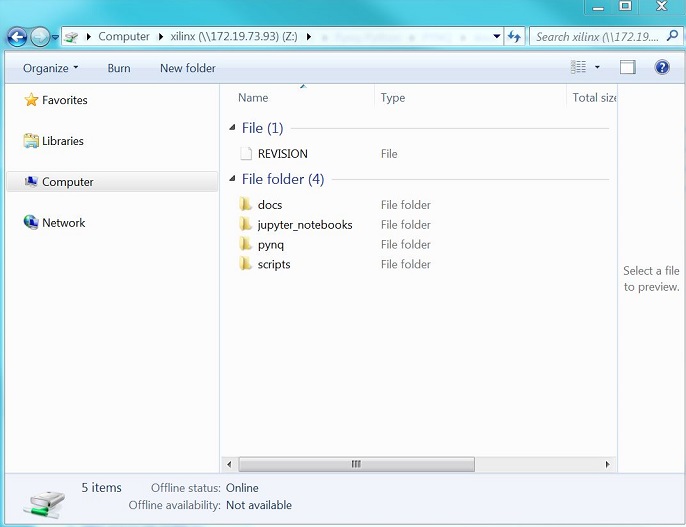 Computer xilinx (\\172.19.73.93) (Z:)
Search xilinx (\\172.19....
Organize Burn New folder
Favorites
Libraries
Computer
Network
Name Type Total size
File (1)
REVISION File
File folder (4)
docs File folder
jupyter_notebooks File folder
pynq File folder
scripts File folder
Select a file
to preview.
5 items Offline status: Online
Offline availability: Not available